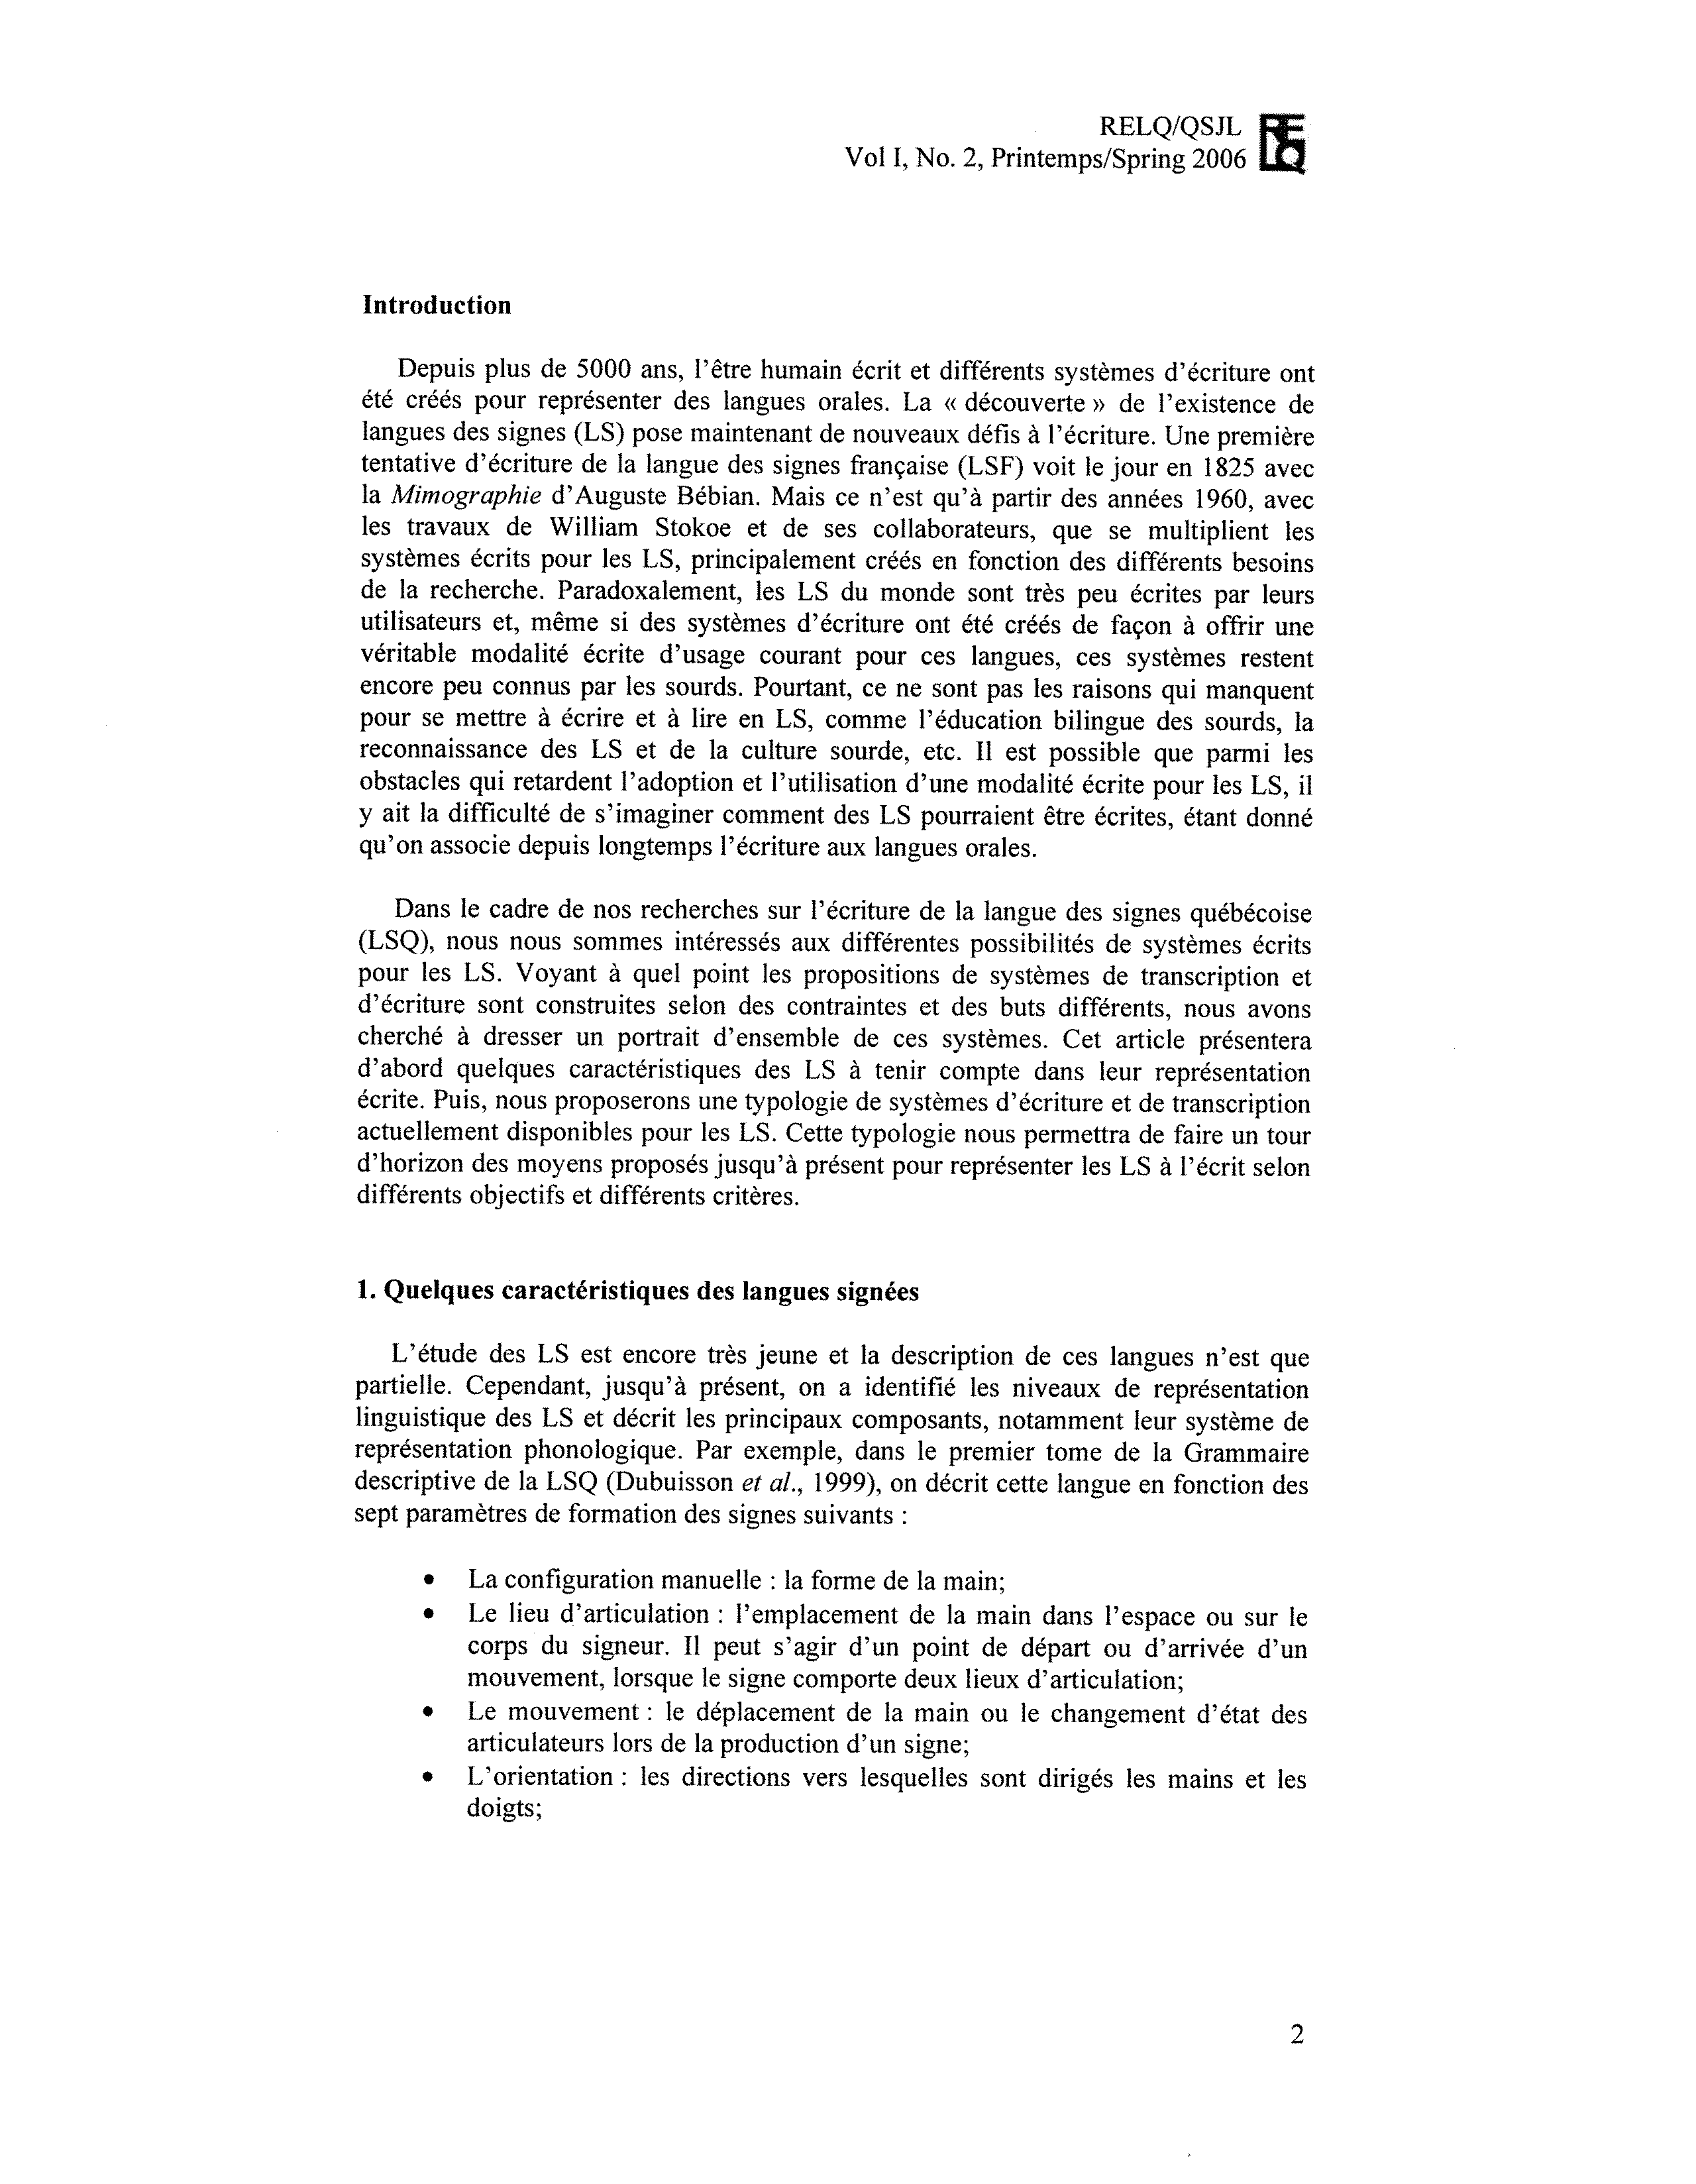 RELQ/QSJL
Vol I, No. 2, Printemps/Spring 2006
RELQ
Introduction
Depuis plus de 5000 ans, l'être humain écrit et différents systèmes d'écriture ont
été créés pour représenter des langues orales. La « découverte » de l'existence de
langues des signes (LS) pose maintenant de nouveaux défis à l'écriture. Une première
tentative d'écriture de la langue des signes française (LSF) voit le jour en 1825 avec
la Mimographie d'Auguste Bébian. Mais ce n'est qu'à partir des années 1960, avec
les travaux de William Stokoe et de ses collaborateurs, que se multiplient les
systèmes écrits pour les LS, principalement créés en fonction des différents besoins
de la recherche. Paradoxalement, les LS du monde sont très peu écrites par leurs
utilisateurs et, même si des systèmes d'écriture ont été créés de façon à offrir une
véritable modalité écrite d'usage courant pour ces langues, ces systèmes restent
encore peu connus par les sourds. Pourtant, ce ne sont pas les raisons qui manquent
pour se mettre à écrire et à lire en LS, comme l'éducation bilingue des sourds, la
reconnaissance des LS et de la culture sourde, etc. Il est possible que parmi les
obstacles qui retardent l'adoption et l'utilisation d'une modalité écrite pour les LS, il
y ait la difficulté de s'imaginer comment des LS pourraient être écrites, étant donné
qu'on associe depuis longtemps l'écriture aux langues orales.
Dans le cadre de nos recherches sur l'écriture de la langue des signes québécoise
(LSQ), nous nous sommes intéressés aux différentes possibilités de systèmes écrits
pour les LS. Voyant à quel point les propositions de systèmes de transcription et
d'écriture sont construites selon des contraintes et des buts différents, nous avons
cherché à dresser un portrait d'ensemble de ces systèmes. Cet article présentera
d'abord quelques caractéristiques des LS à tenir compte dans leur représentation
écrite. Puis, nous proposerons une typologie de systèmes d'écriture et de transcription
actuellement disponibles pour les LS. Cette typologie nous permettra de faire un tour
d'horizon des moyens proposés jusqu'à présent pour représenter les LS à l'écrit selon
différents objectifs et différents critères.
1. Quelques caractéristiques des langues signées
L'étude des LS est encore très jeune et la description de ces langues n'est que
partielle. Cependant, jusqu'à présent, on a identifié les niveaux de représentation
linguistique des LS et décrit les principaux composants, notamment leur système de
représentation phonologique. Par exemple, dans le premier tome de la Grammaire
descriptive de la LSQ (Dubuisson et al., 1999), on décrit cette langue en fonction des
sept paramètres de formation des signes suivants :
• La configuration manuelle : la forme de la main;
• Le lieu d'articulation : l'emplacement de la main dans l'espace ou sur le
corps du signeur. Il peut s'agir d'un point de départ ou d'arrivée d'un
mouvement, lorsque le signe comporte deux lieux d'articulation;
• Le mouvement : le déplacement de la main ou le changement d'état des
articulateurs lors de la production d'un signe;
• L'orientation : les directions vers lesquelles sont dirigés les mains et les
doigts;
2